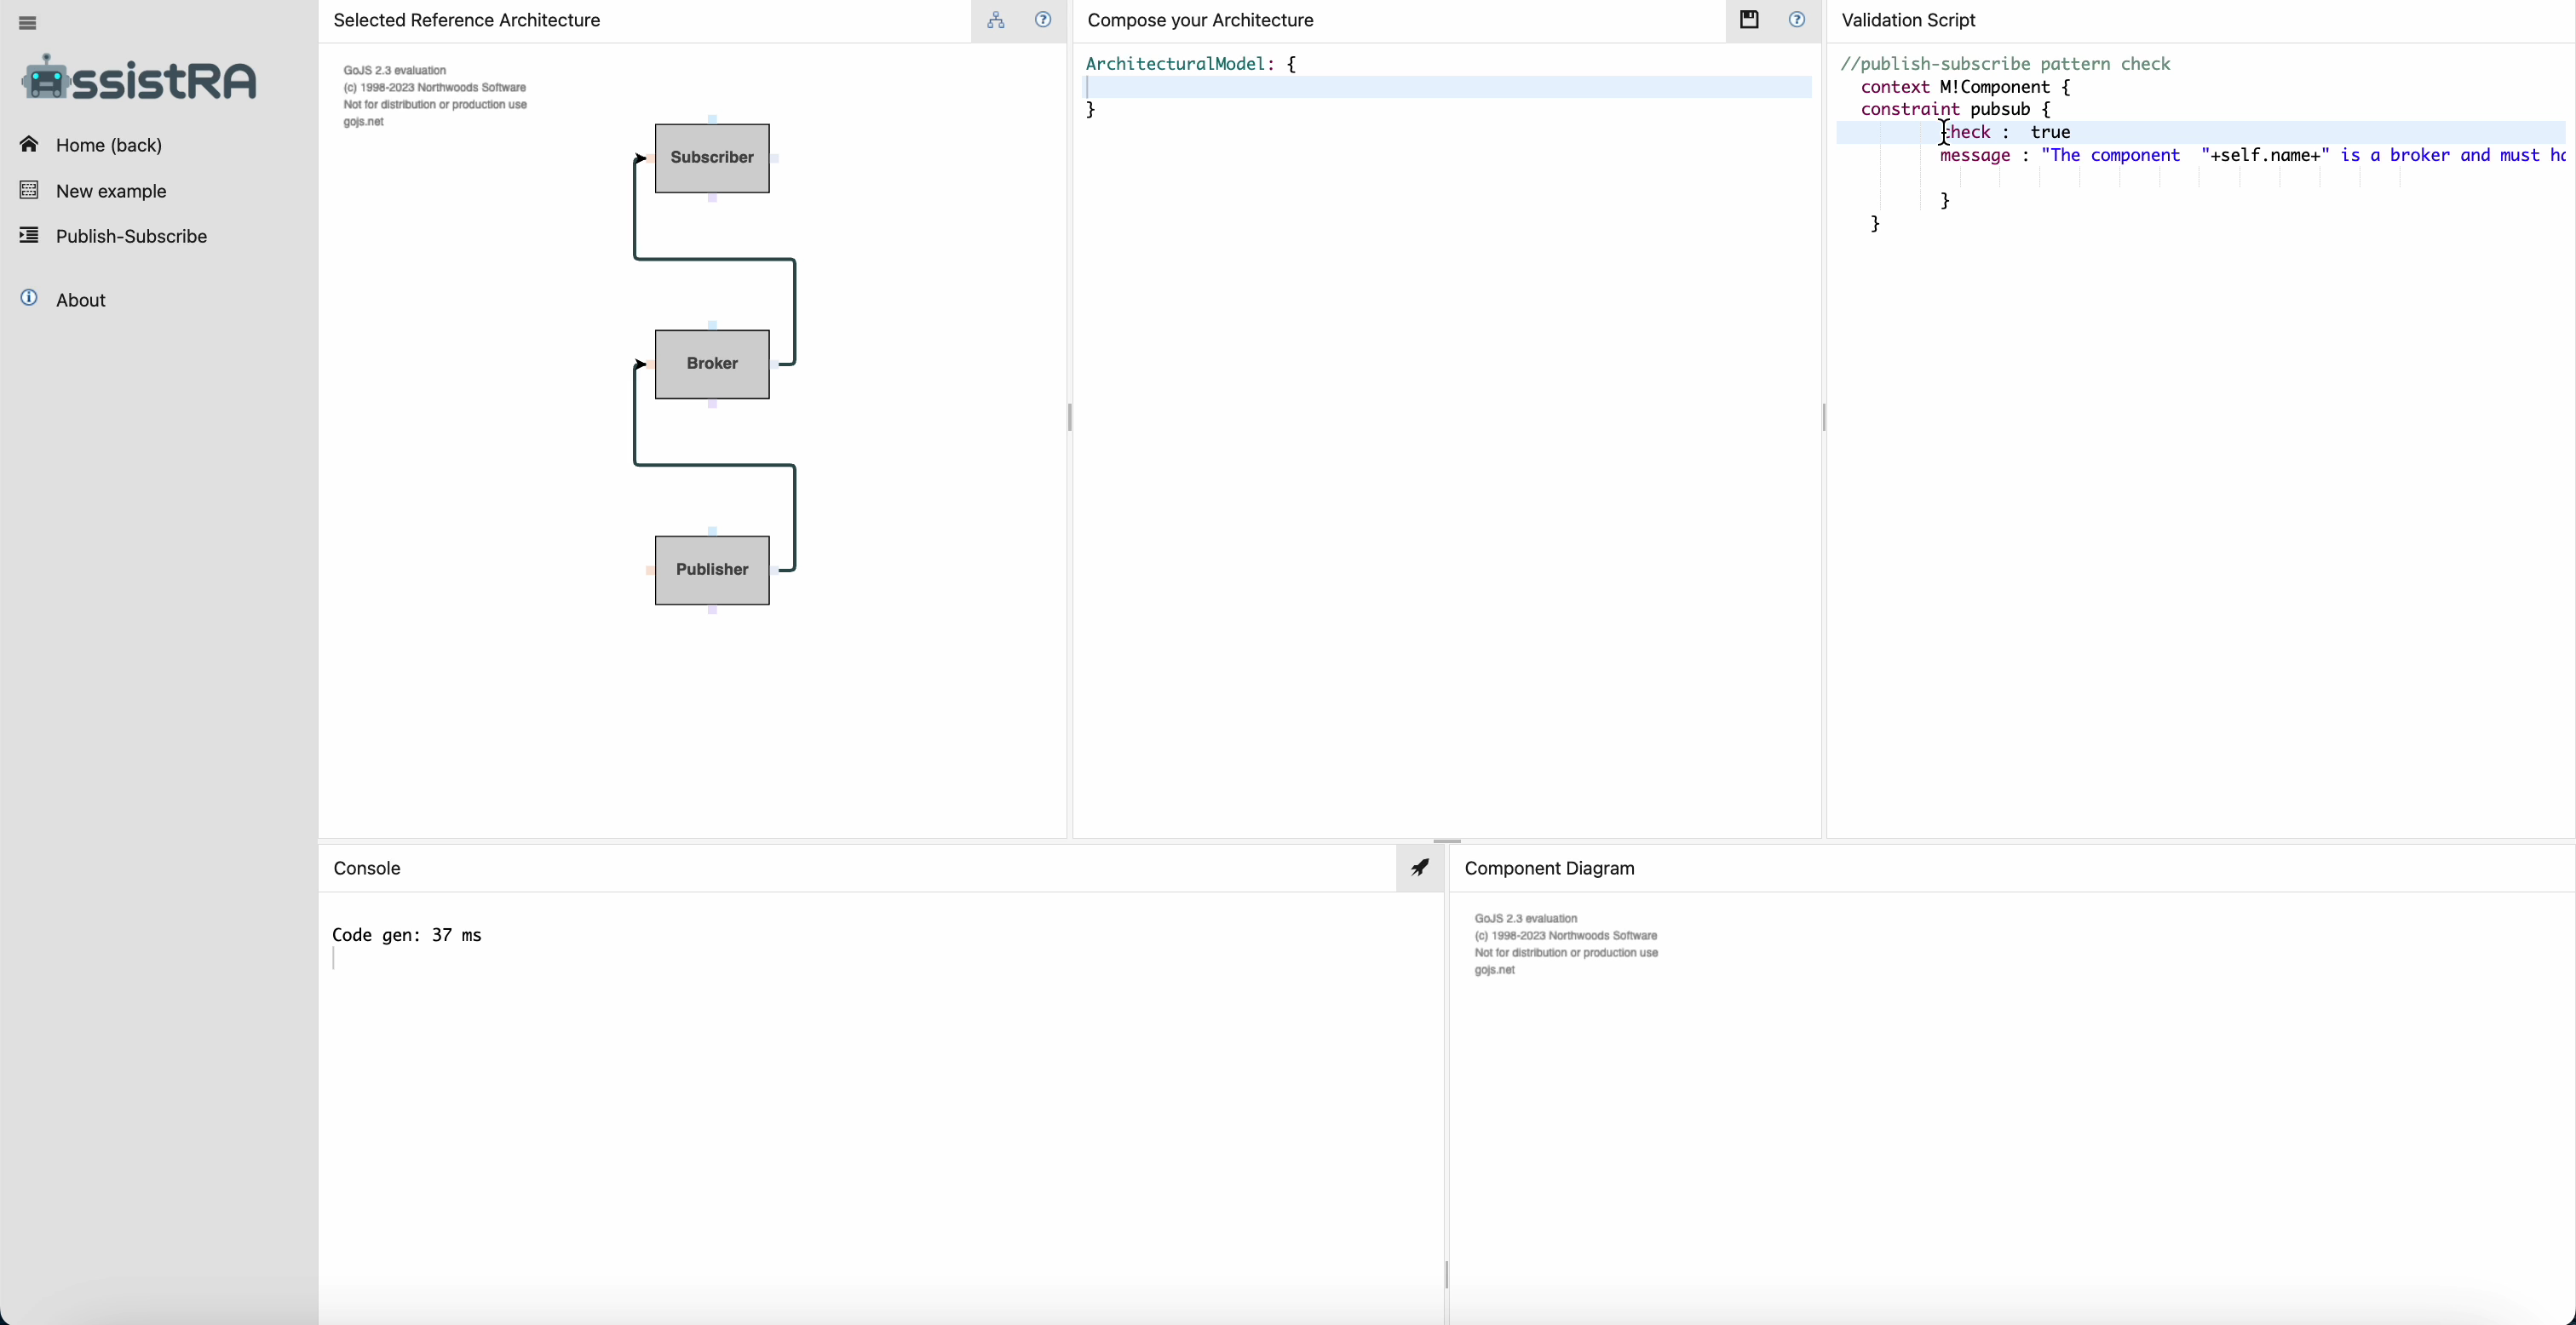 ssistRA
Home (back)
New example
Publish-Subscribe
About
Selected Reference Architecture
GoJS 2.3 evaluation
(c) 1998-2023 Northwoods Software
Not for distribution or production use
gojs.net
Subscriber
Broker
Publisher
Compose your Architecture
ArchitecturalModel: {
}
Validation Script
//publish-subscribe pattern check
context M!Component {
constraint pubsub {
check : true
message : "The component "+self.name+" is a broker and must
}
}
Console
Code gen: 37 ms
Component Diagram
GoJS 2.3 evaluation
(c) 1998-2023 Northwoods Software
Not for distribution or production use
gojs.net